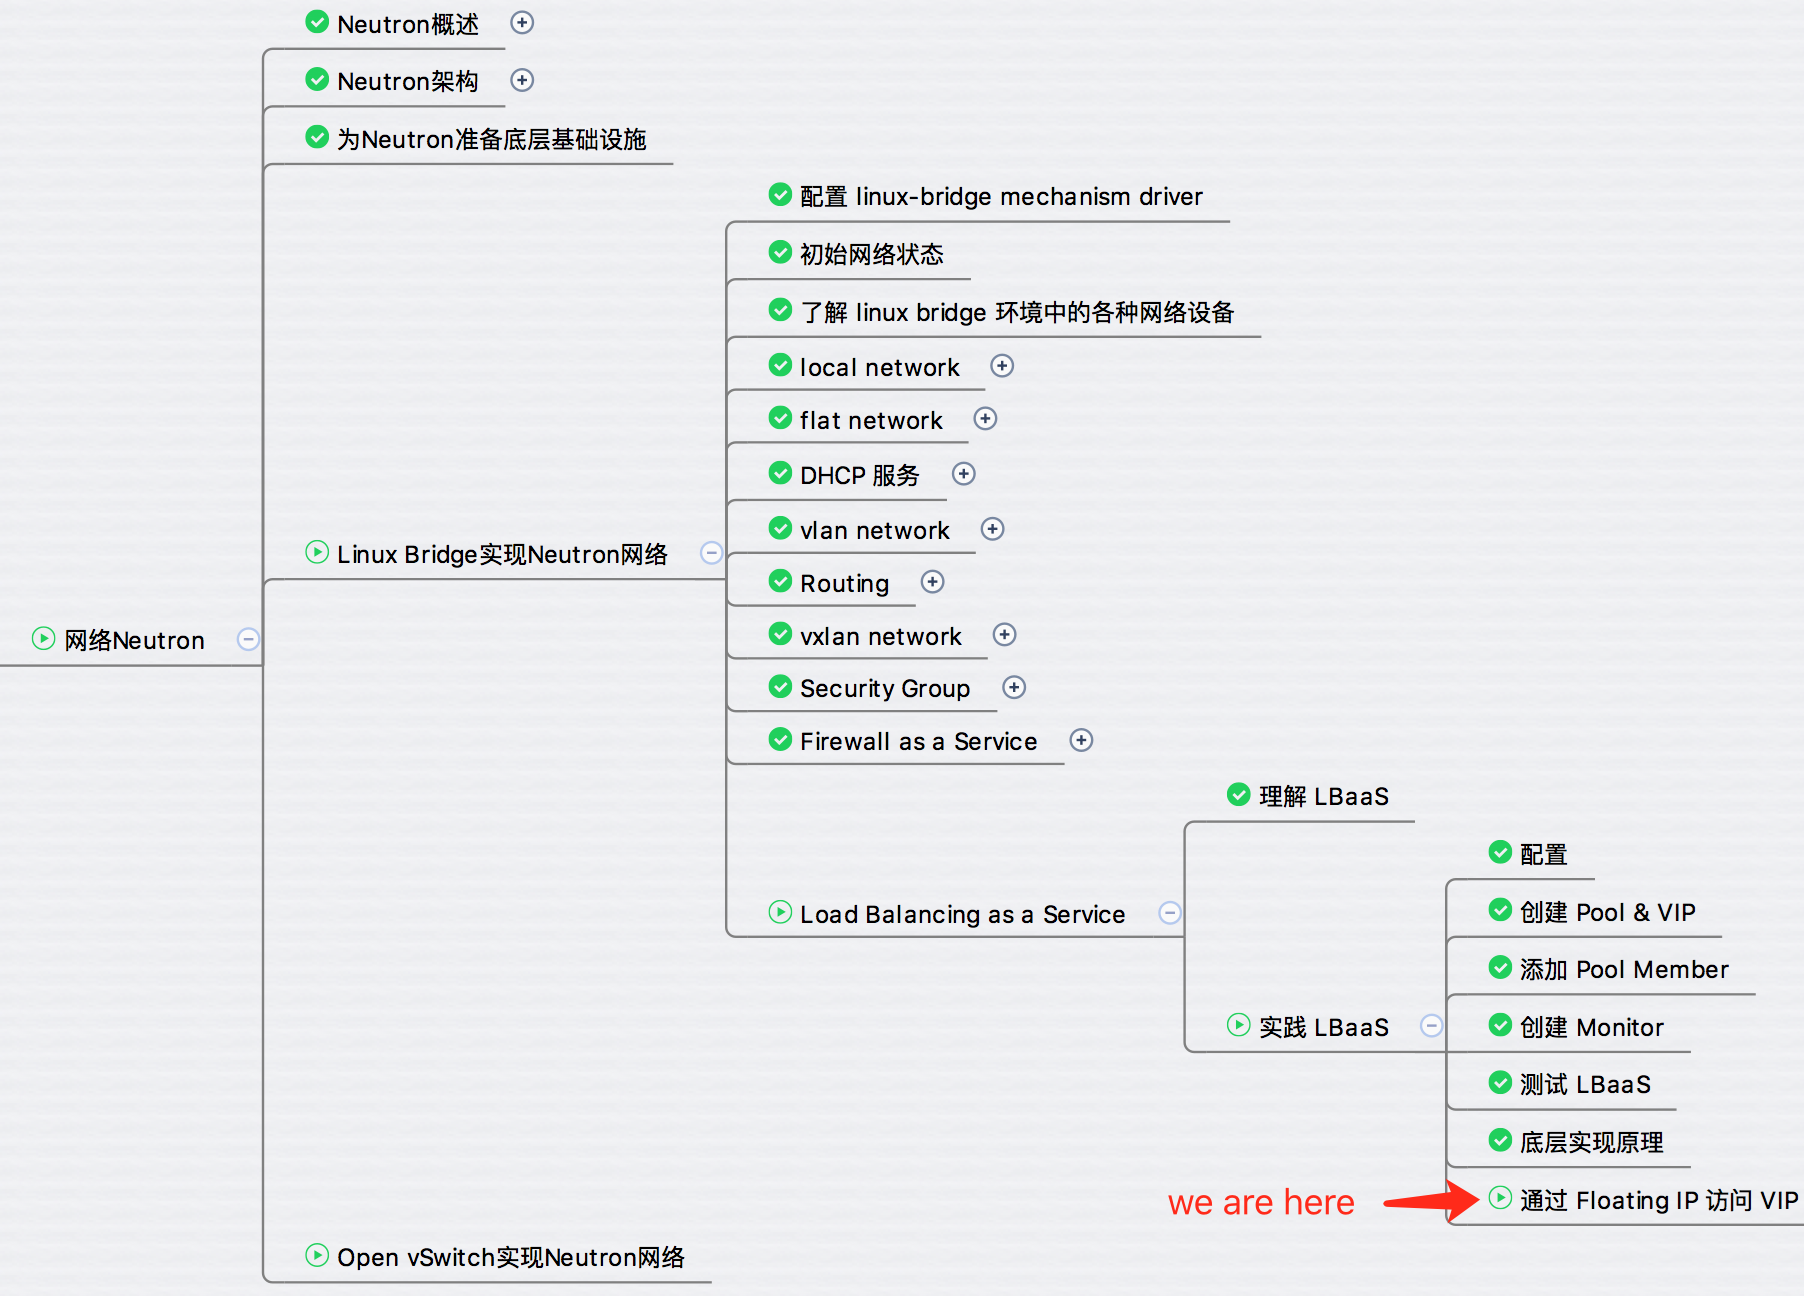 Neutron概述
Neutron架构
为Neutron准备底层基础设施
配置 linux-bridge mechanism driver
初始网络状态
了解 linux bridge 环境中的各种网络设备
local network
flat network
DHCP 服务
vlan network
Linux Bridge实现Neutron网络
Routing
网络Neutron
vxlan network
Security Group
Firewall as a Service
理解 LBaaS
配置
Load Balancing as a Service
创建 Pool & VIP
添加 Pool Member
实践 LBaaS
创建 Monitor
测试 LBaaS
底层实现原理
we are here
通过 Floating IP 访问 VIP
Open vSwitch实现Neutron网络